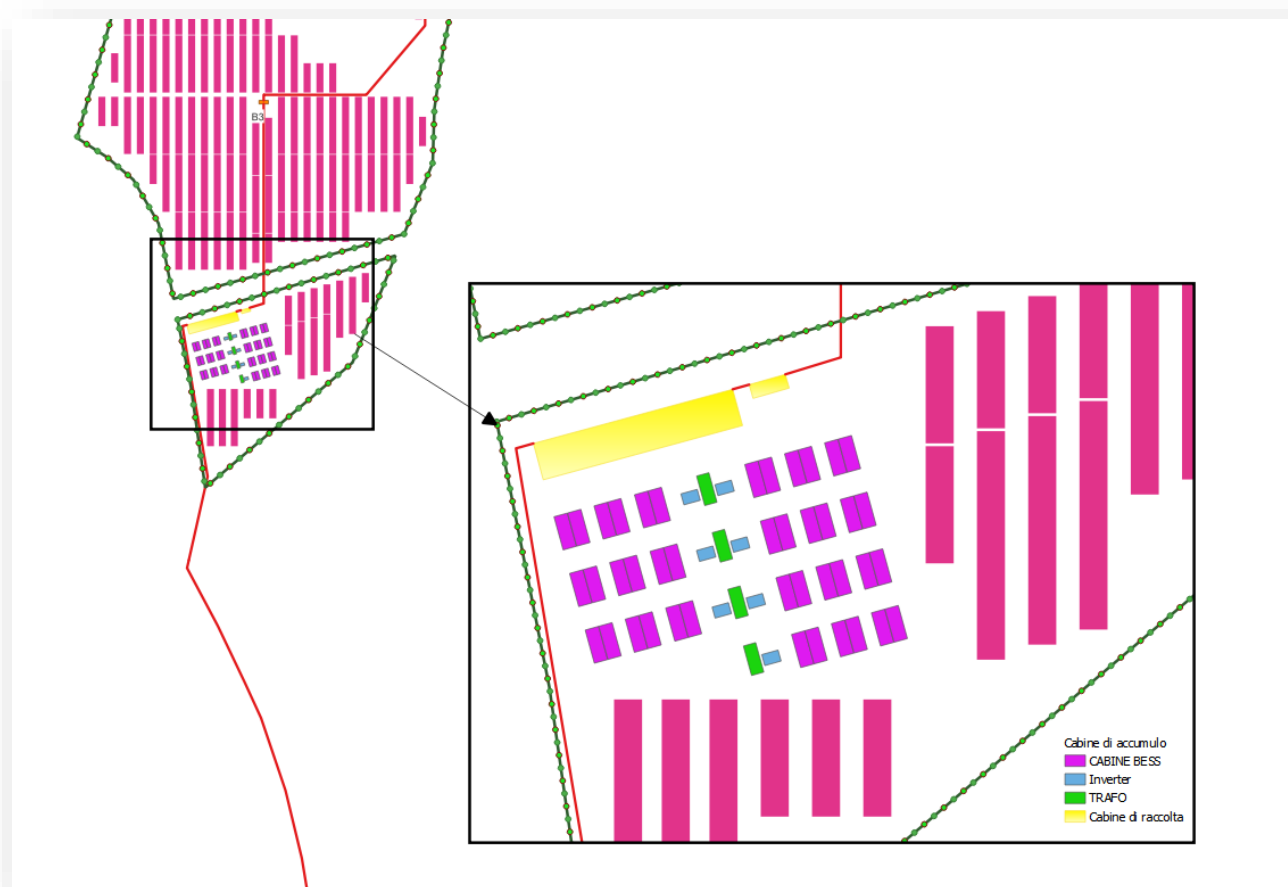 B3
Cabine di accumulo
CABINE BESS
Inverter
TRAFO
Cabine di raccolta